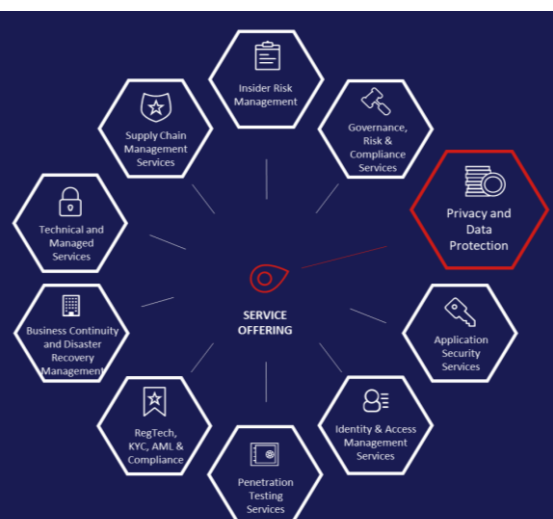 Insider Risk
Management
Governance,
Risk &
Compliance
Services
Privacy and
Data
Protection
Application
Security
Services
Identity & Access
Management
Services
Penetration
Testing
Services
RegTech,
KYC, AML &
Compliance
Business Continuity
and Disaster
Recovery
Management
Technical and
Managed
Services
Supply Chain
Management
Services
SERVICE
OFFERING